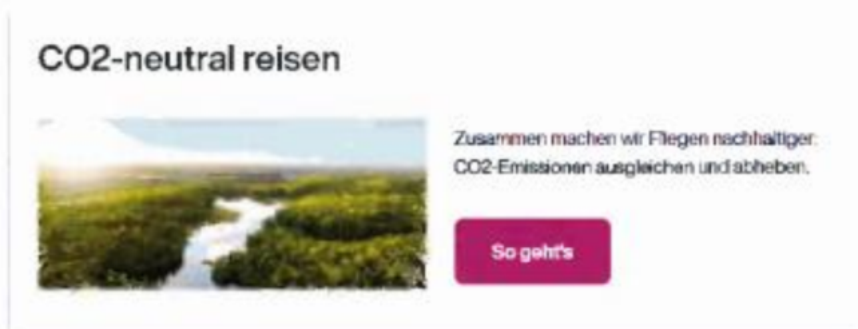 CO2-neutral reisen
Zusammen machen wir Fliegen nachhaltiger:
CO2-Emissionen ausgleichen und abheben.
So geht's